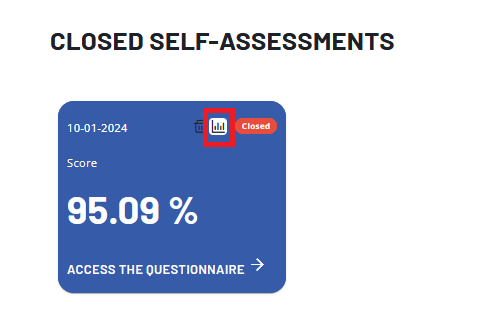 CLOSED SELF-ASSESSMENTS
10-01-2024
Closed
Score
95.09 %
ACCESS THE QUESTIONNAIRE